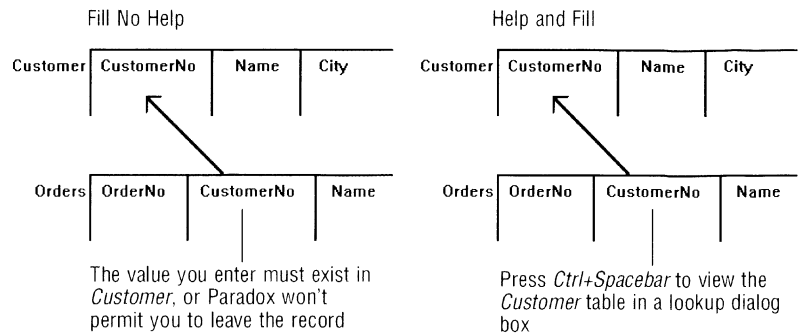 Fill No Help
Customer CustomerNo Name City
Orders OrderNo CustomerNo Name
The value you enter must exist in
Customer, or Paradox won't
permit you to leave the record
Help and Fill
Customer CustomerNo Name City
Orders OrderNo CustomerNo Name
Press Ctrl+Spacebar to view the
Customer table in a lookup dialog
box